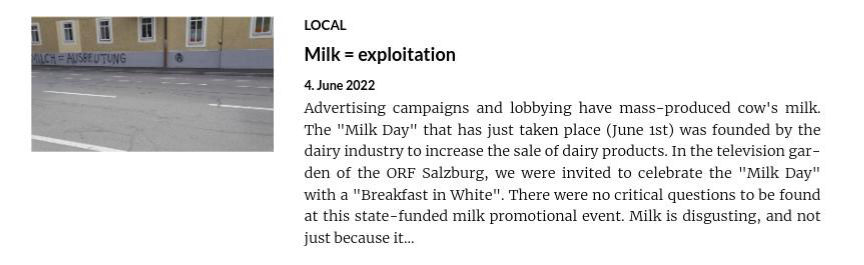 MILCH = AUSBEUTUNG
LOCAL
Milk = exploitation
4. June 2022
Advertising campaigns and lobbying have mass-produced cow's milk.
The "Milk Day" that has just taken place (June 1st) was founded by the
dairy industry to increase the sale of dairy products. In the television gar-
den of the ORF Salzburg, we were invited to celebrate the "Milk Day"
with a "Breakfast in White". There were no critical questions to be found
at this state-funded milk promotional event. Milk is disgusting, and not
just because it...